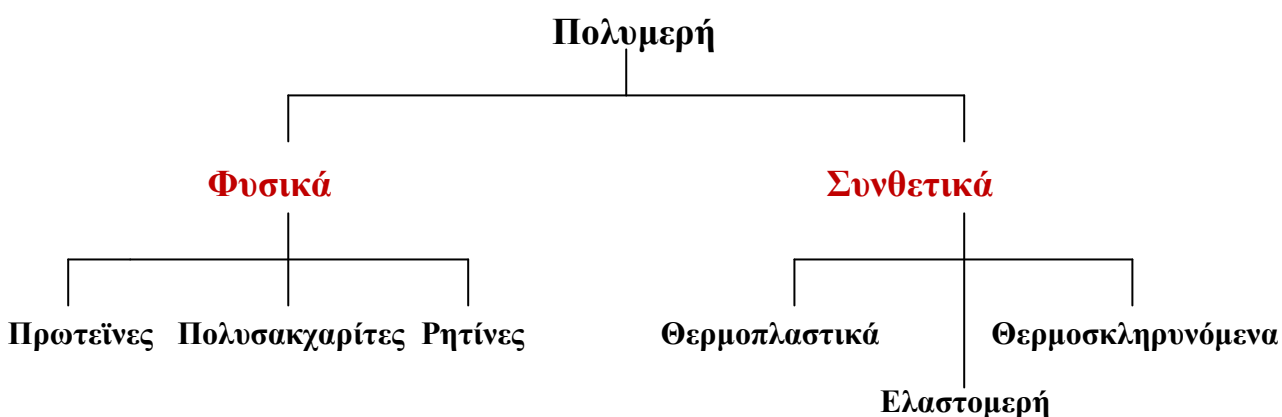 Πολυμερή
Φυσικά Συνθετικά
Πρωτεϊνες Πολυσακχαρίτες Ρητίνες Θερμοπλαστικά Θερμοσκληρυνόμενα
Ελαστομερή